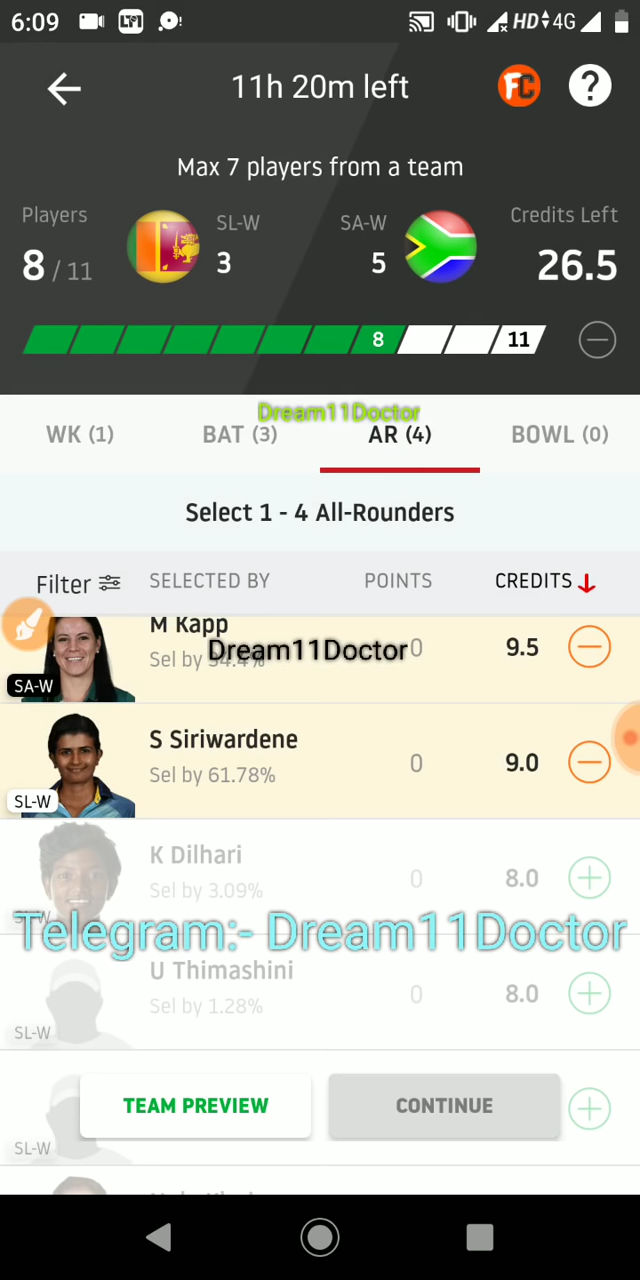 6:09 HD 4G
11h 20m left FC ?
Max 7 players from a team
Players SL-W SA-W Credits Left
8 / 11 3 5 26.5
8 11
Dream11Doctor
WK (1) BAT (3) AR (4) BOWL (0)
Select 1 - 4 All-Rounders
Filter SELECTED BY POINTS CREDITS
M Kapp
Sel by Dream11Doctor 0 9.5
SA-W
S Siriwardene
Sel by 61.78% 0 9.0
SL-W
K Dilhari
Sel by 3.09% 0 8.0
Telegram:- Dream11Doctor
U Thimashini
Sel by 1.28% 0 8.0
SL-W
TEAM PREVIEW CONTINUE
SL-W